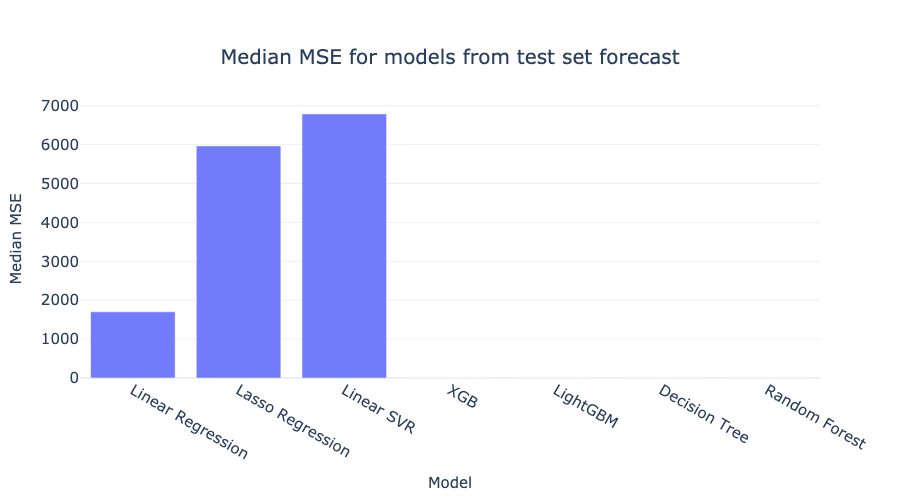 Median MSE for models from test set forecast
Median MSE
7000
6000
5000
4000
3000
2000
1000
0
Linear Regression
Lasso Regression
Linear SVR
XGB
LightGBM
Decision Tree
Random Forest
Model